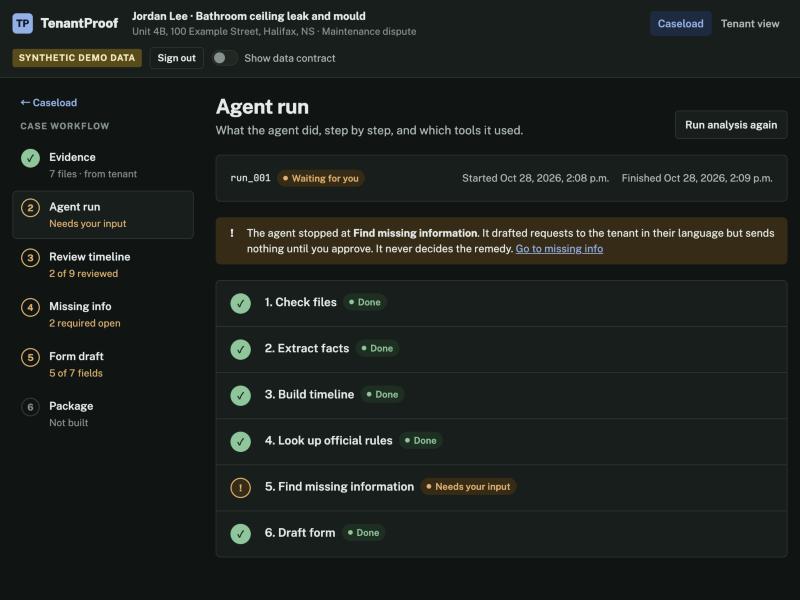 TP TenantProof
Jordan Lee · Bathroom ceiling leak and mould
Unit 4B, 100 Example Street, Halifax, NS · Maintenance dispute
Caseload
Tenant view
SYNTHETIC DEMO DATA
Sign out
Show data contract
← Caseload
CASE WORKFLOW
✓ Evidence
7 files · from tenant
2 Agent run
Needs your input
3 Review timeline
2 of 9 reviewed
4 Missing info
2 required open
5 Form draft
5 of 7 fields
6 Package
Not built
Agent run
What the agent did, step by step, and which tools it used.
Run analysis again
run_001 • Waiting for you
Started Oct 28, 2026, 2:08 p.m. Finished Oct 28, 2026, 2:09 p.m.
! The agent stopped at Find missing information. It drafted requests to the tenant in their language but sends
nothing until you approve. It never decides the remedy. Go to missing info
✓ 1. Check files • Done
✓ 2. Extract facts • Done
✓ 3. Build timeline • Done
✓ 4. Look up official rules • Done
! 5. Find missing information • Needs your input
✓ 6. Draft form • Done